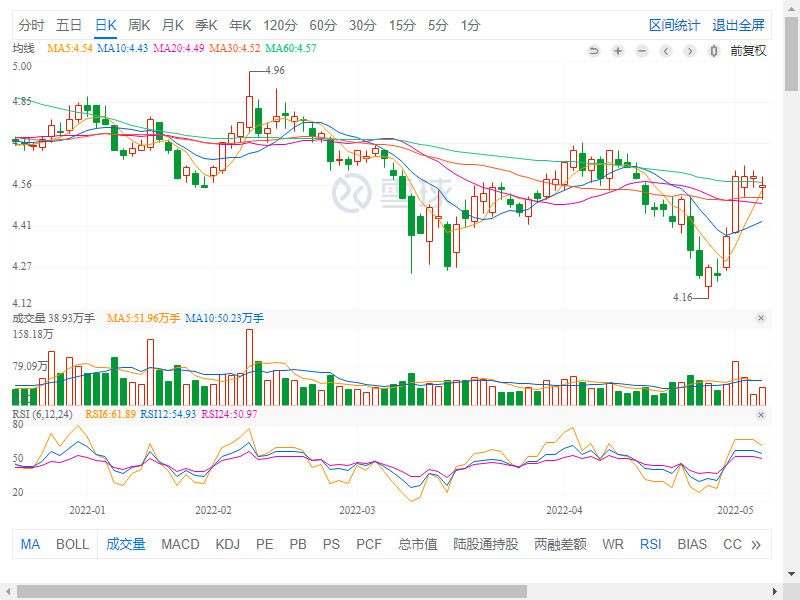 分时 五日 日K 周K 月K 季K 年K 120分 60分 30分 15分 5分 1分 区间统计 退出全屏
均线 MA5:4.54 MA10:4.43 MA20:4.49 MA30:4.52 MA60:4.57 前复权
5.00
4.96
4.85
4.56
雪球
4.41
4.27
4.16
4.12
成交量 38.93万手 MA5:51.96万手 MA10:50.23万手
158.18万
79.09万
RSI (6,12,24) RSI6:61.89 RSI12:54.93 RSI24:50.97
80
50
20
2022-01 2022-02 2022-03 2022-04 2022-05
MA BOLL 成交量 MACD KDJ PE PB PS PCF 总市值 陆股通持股 两融差额 WR RSI BIAS CC »